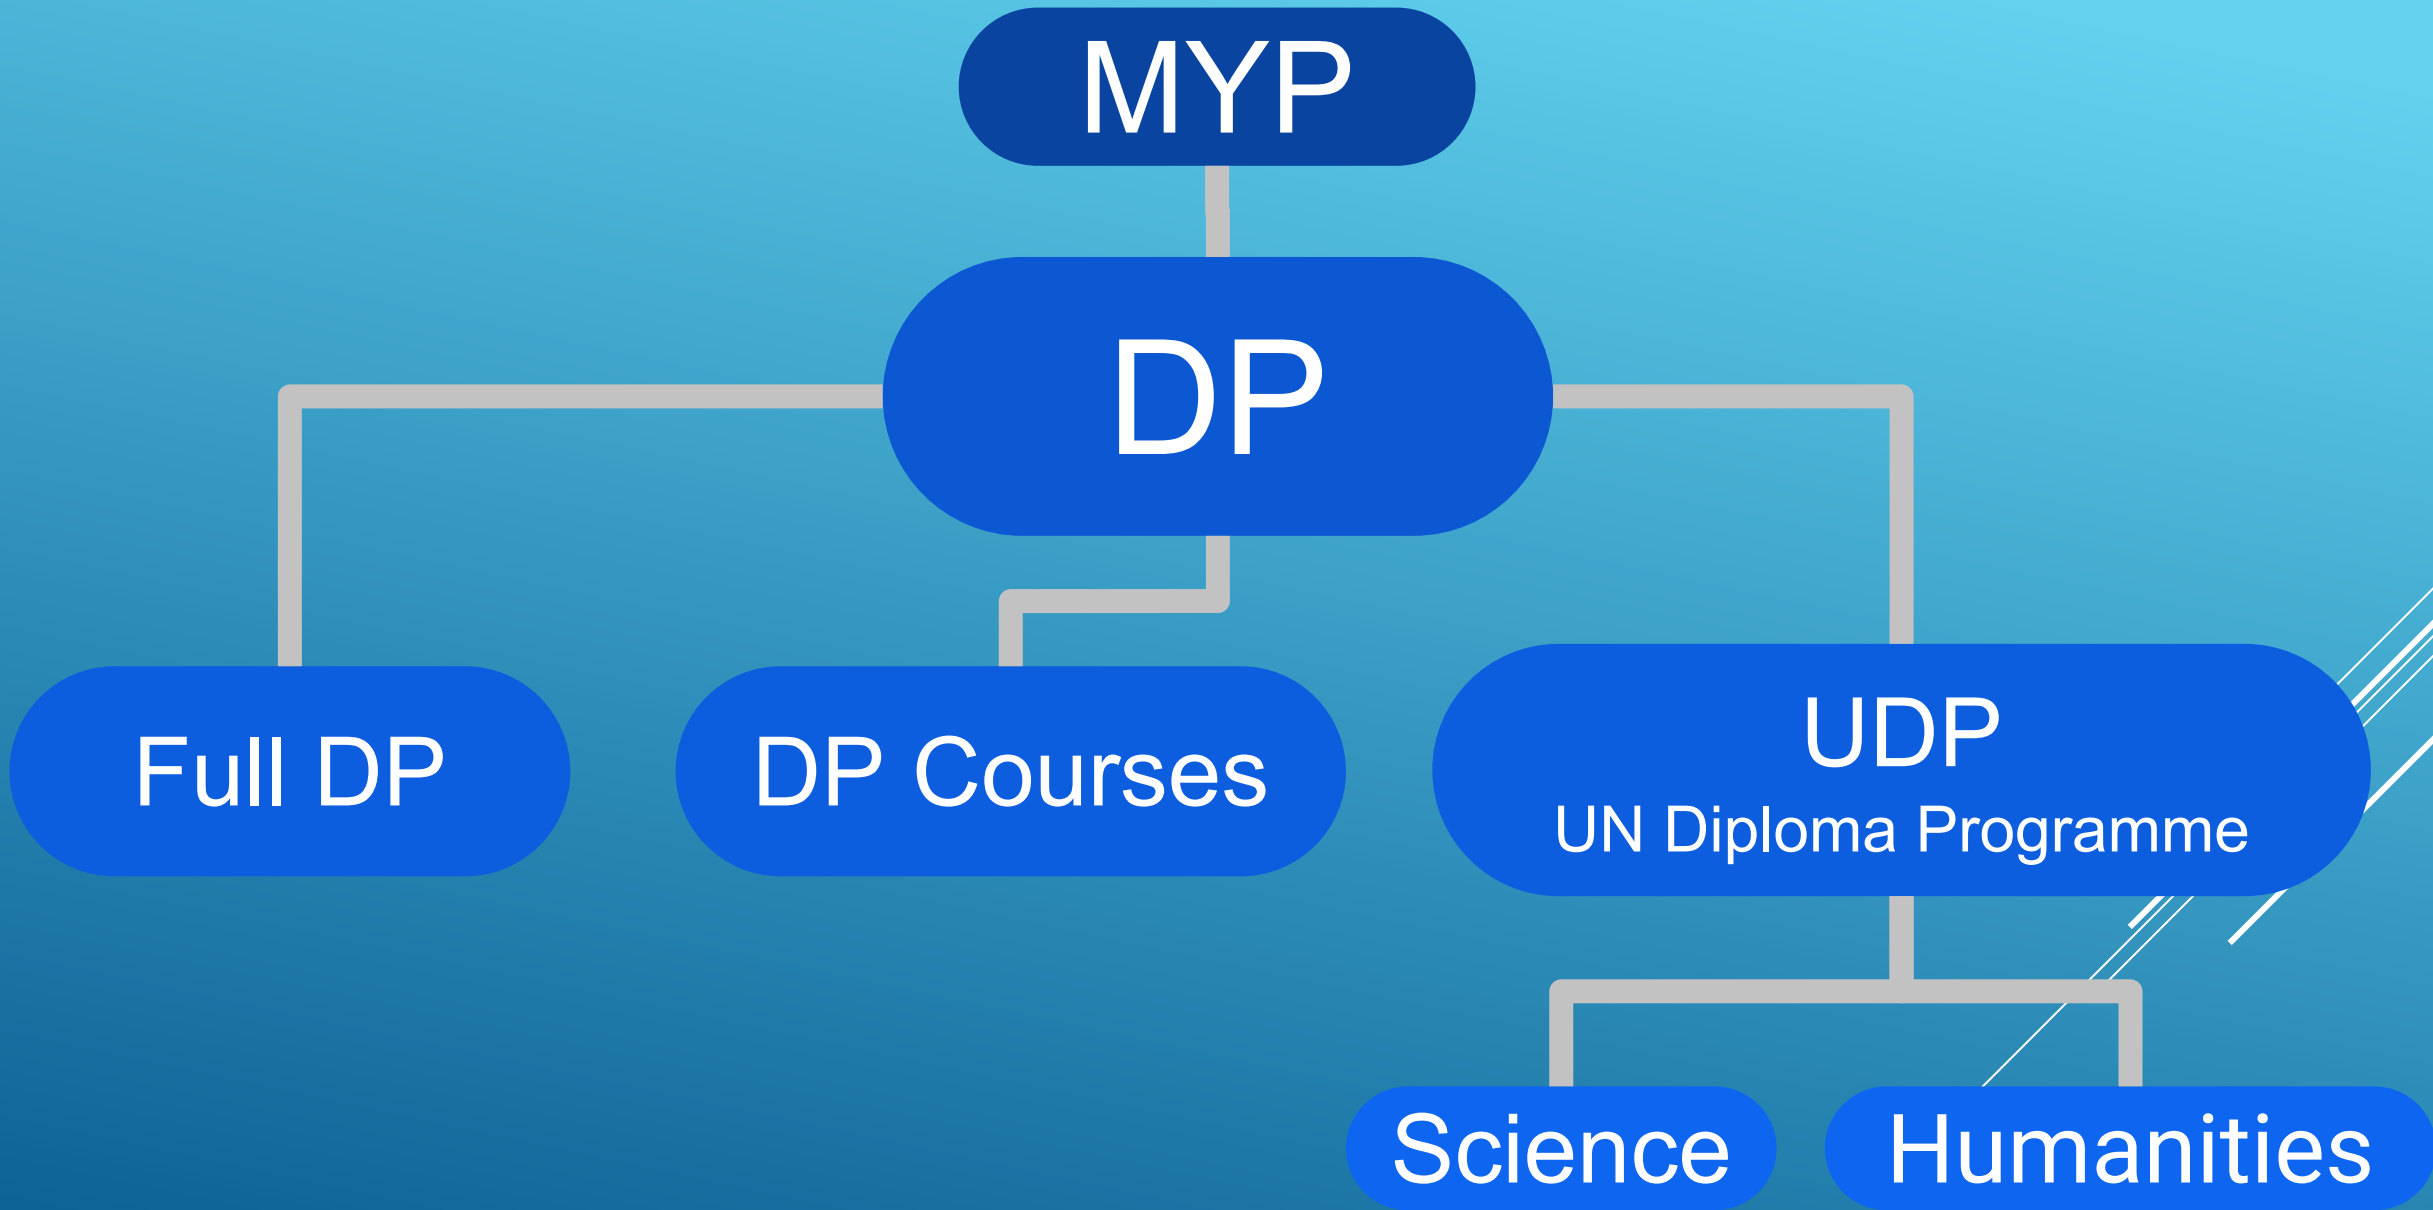 MYP
DP
Full DP
DP Courses
UDP
UN Diploma Programme
Science
Humanities